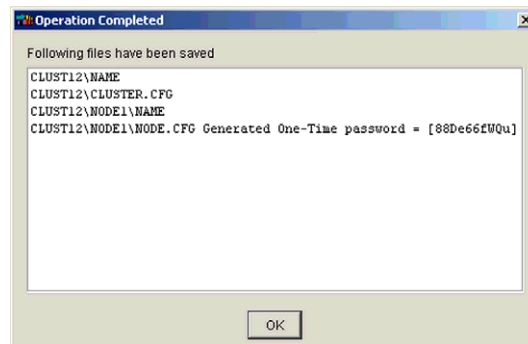 Operation Completed
Following files have been saved
CLUST12\NAME
CLUST12\CLUSTER.CFG
CLUST12\NODE1\NAME
CLUST12\NODE1\NODE.CFG Generated One-Time password = [88De66fWQu]
OK